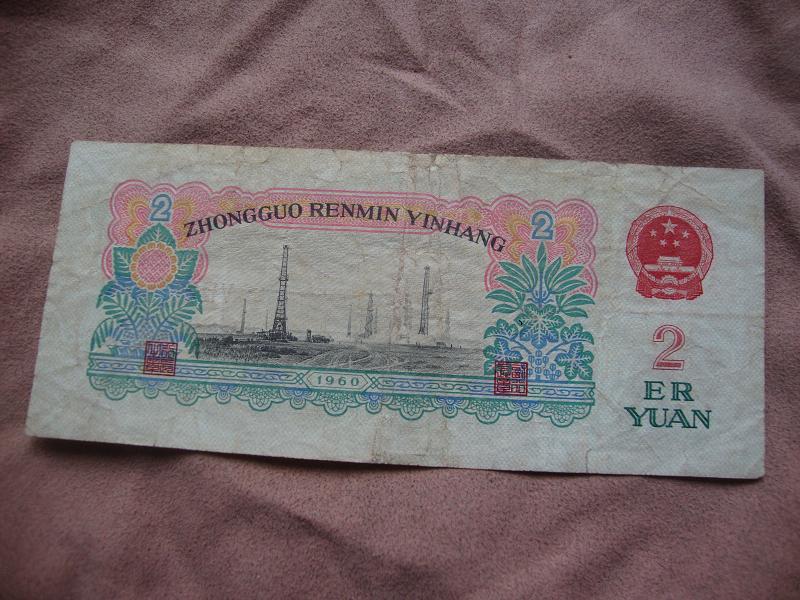 2
ZHONGGUO RENMIN YINHANG
2
1960
2
ER
YUAN